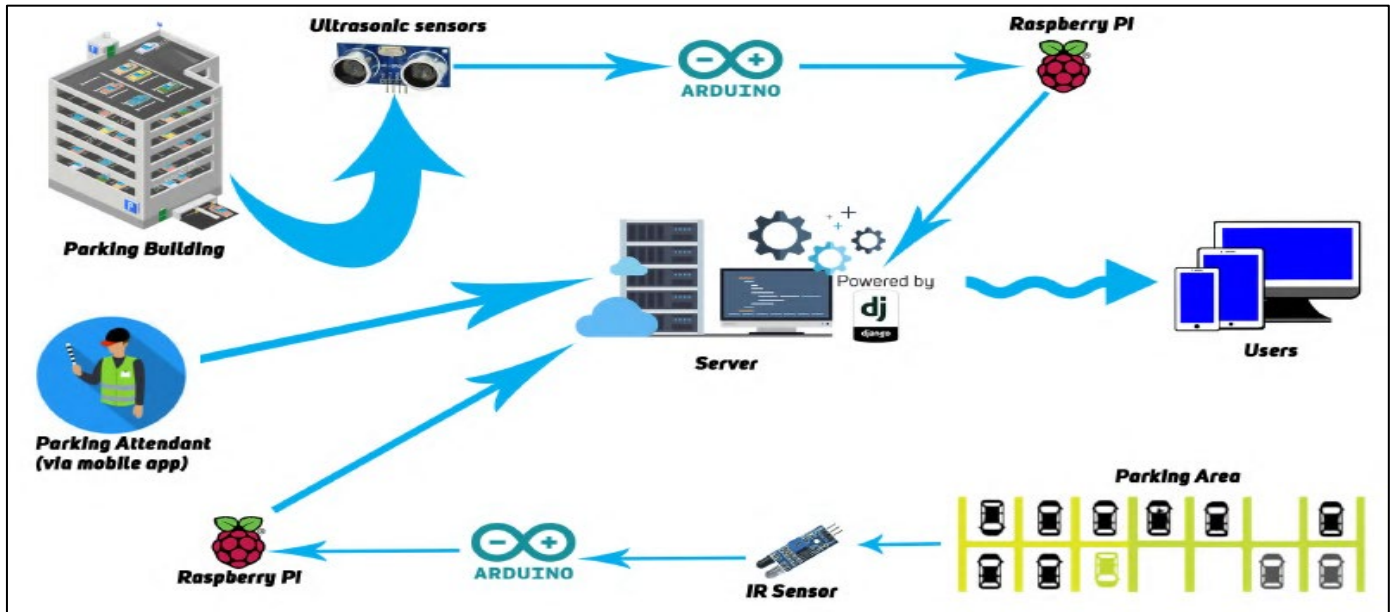 Ultrasonic sensors
Raspberry PI
ARDUINO
Parking Building
P
Powered by
dj
django
Server
Users
Parking Attendant
(via mobile app)
Parking Area
Raspberry PI
ARDUINO
IR Sensor